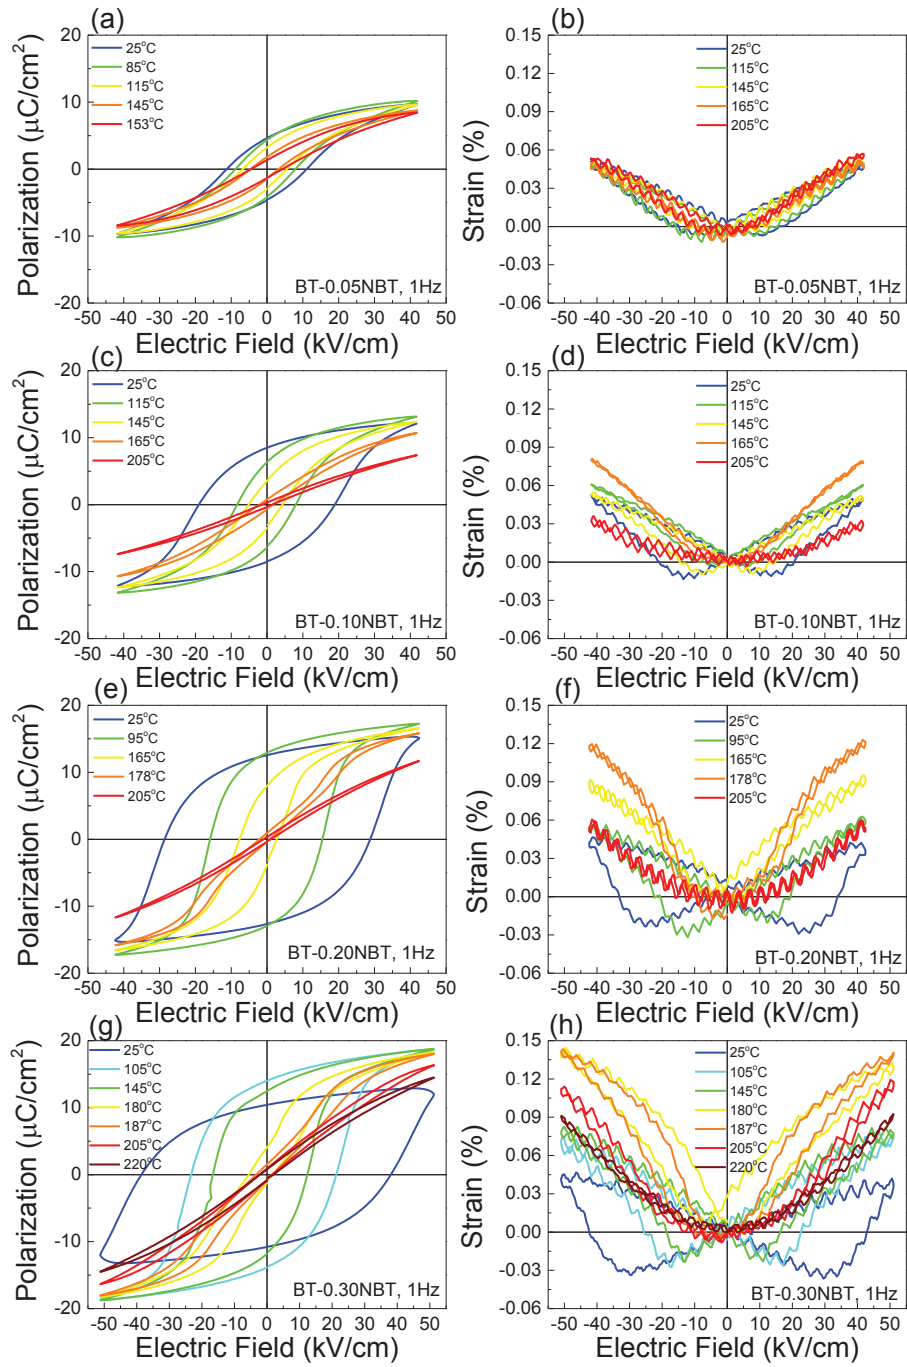 (a)
Polarization (µC/cm²)
20
10
0
-10
-20
25°C
85°C
115°C
145°C
153°C
BT-0.05NBT, 1Hz
-50 -40 -30 -20 -10 0 10 20 30 40 50
Electric Field (kV/cm)
(b)
Strain (%)
0.15
0.12
0.09
0.06
0.03
0.00
-0.03
-0.06
25°C
115°C
145°C
165°C
205°C
BT-0.05NBT, 1Hz
-50 -40 -30 -20 -10 0 10 20 30 40 50
Electric Field (kV/cm)
(c)
Polarization (µC/cm²)
20
10
0
-10
-20
25°C
115°C
145°C
165°C
205°C
BT-0.10NBT, 1Hz
-50 -40 -30 -20 -10 0 10 20 30 40 50
Electric Field (kV/cm)
(d)
Strain (%)
0.15
0.12
0.09
0.06
0.03
0.00
-0.03
-0.06
25°C
115°C
145°C
165°C
205°C
BT-0.10NBT, 1Hz
-50 -40 -30 -20 -10 0 10 20 30 40 50
Electric Field (kV/cm)
(e)
Polarization (µC/cm²)
20
10
0
-10
-20
25°C
95°C
165°C
178°C
205°C
BT-0.20NBT, 1Hz
-50 -40 -30 -20 -10 0 10 20 30 40 50
Electric Field (kV/cm)
(f)
Strain (%)
0.15
0.12
0.09
0.06
0.03
0.00
-0.03
-0.06
25°C
95°C
165°C
178°C
205°C
BT-0.20NBT, 1Hz
-50 -40 -30 -20 -10 0 10 20 30 40 50
Electric Field (kV/cm)
(g)
Polarization (µC/cm²)
20
10
0
-10
-20
25°C
105°C
145°C
180°C
187°C
205°C
220°C
BT-0.30NBT, 1Hz
-50 -40 -30 -20 -10 0 10 20 30 40 50
Electric Field (kV/cm)
(h)
Strain (%)
0.15
0.12
0.09
0.06
0.03
0.00
-0.03
-0.06
25°C
105°C
145°C
180°C
187°C
205°C
220°C
BT-0.30NBT, 1Hz
-50 -40 -30 -20 -10 0 10 20 30 40 50
Electric Field (kV/cm)